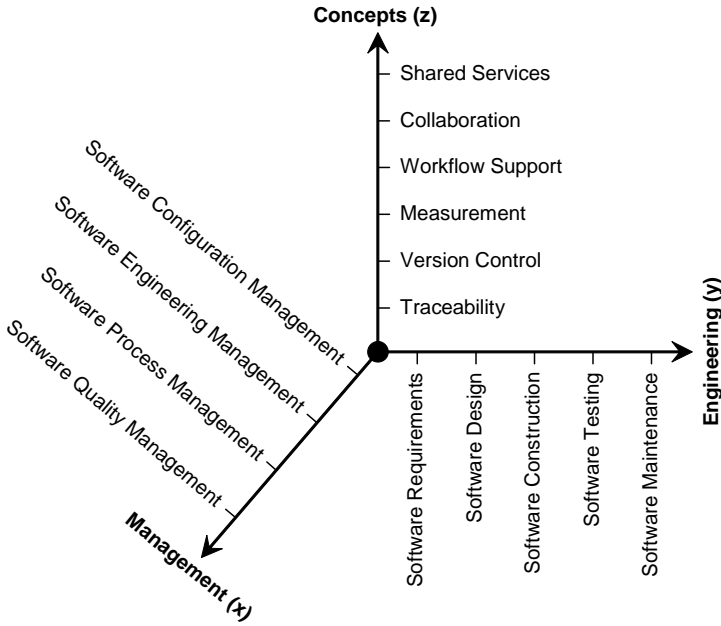 Concepts (z)
Shared Services
Collaboration
Workflow Support
Measurement
Version Control
Traceability
Software Configuration Management
Software Engineering Management
Software Process Management
Software Quality Management
Management (x)
Software Requirements
Software Design
Software Construction
Software Testing
Software Maintenance
Engineering (y)